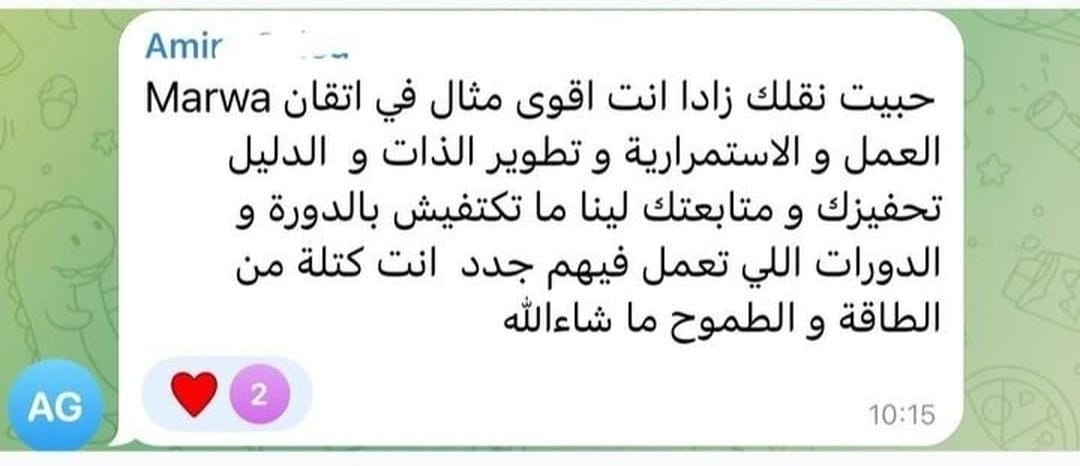 Amir
حبيت نقلك زادا انت اقوى مثال في اتقان Marwa
العمل و الاستمرارية و تطوير الذات و الدليل
تحفيزك و متابعتك لينا ما تكتفيش بالدورة و
الدورات اللي تعمل فيهم جدد انت كتلة من
الطاقة و الطموح ما شاءالله
2
10:15
AG